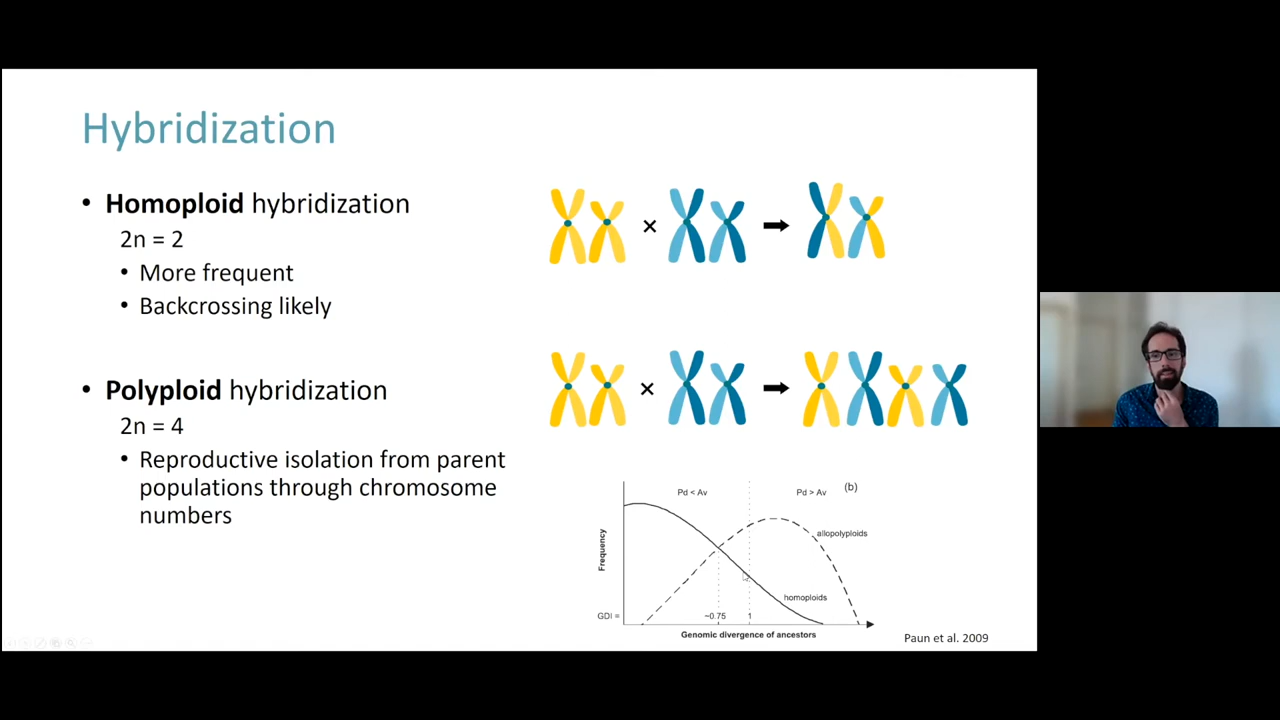 Hybridization
• Homoploid hybridization
2n = 2
• More frequent
• Backcrossing likely
×
• Polyploid hybridization
2n = 4
• Reproductive isolation from parent
populations through chromosome
numbers
×
Pd < Av
Pd > Av
(b)
allopolyploids
Frequency
homoploids
GDI =
~0.75
1
Genomic divergence of ancestors
Paun et al. 2009